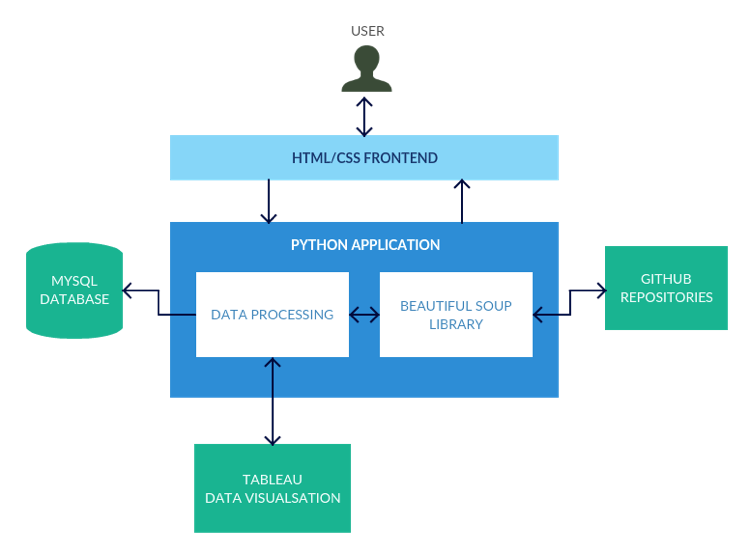 USER
HTML/CSS FRONTEND
PYTHON APPLICATION
MYSQL
DATABASE
DATA PROCESSING
BEAUTIFUL SOUP
LIBRARY
GITHUB
REPOSITORIES
TABLEAU
DATA VISUALSATION